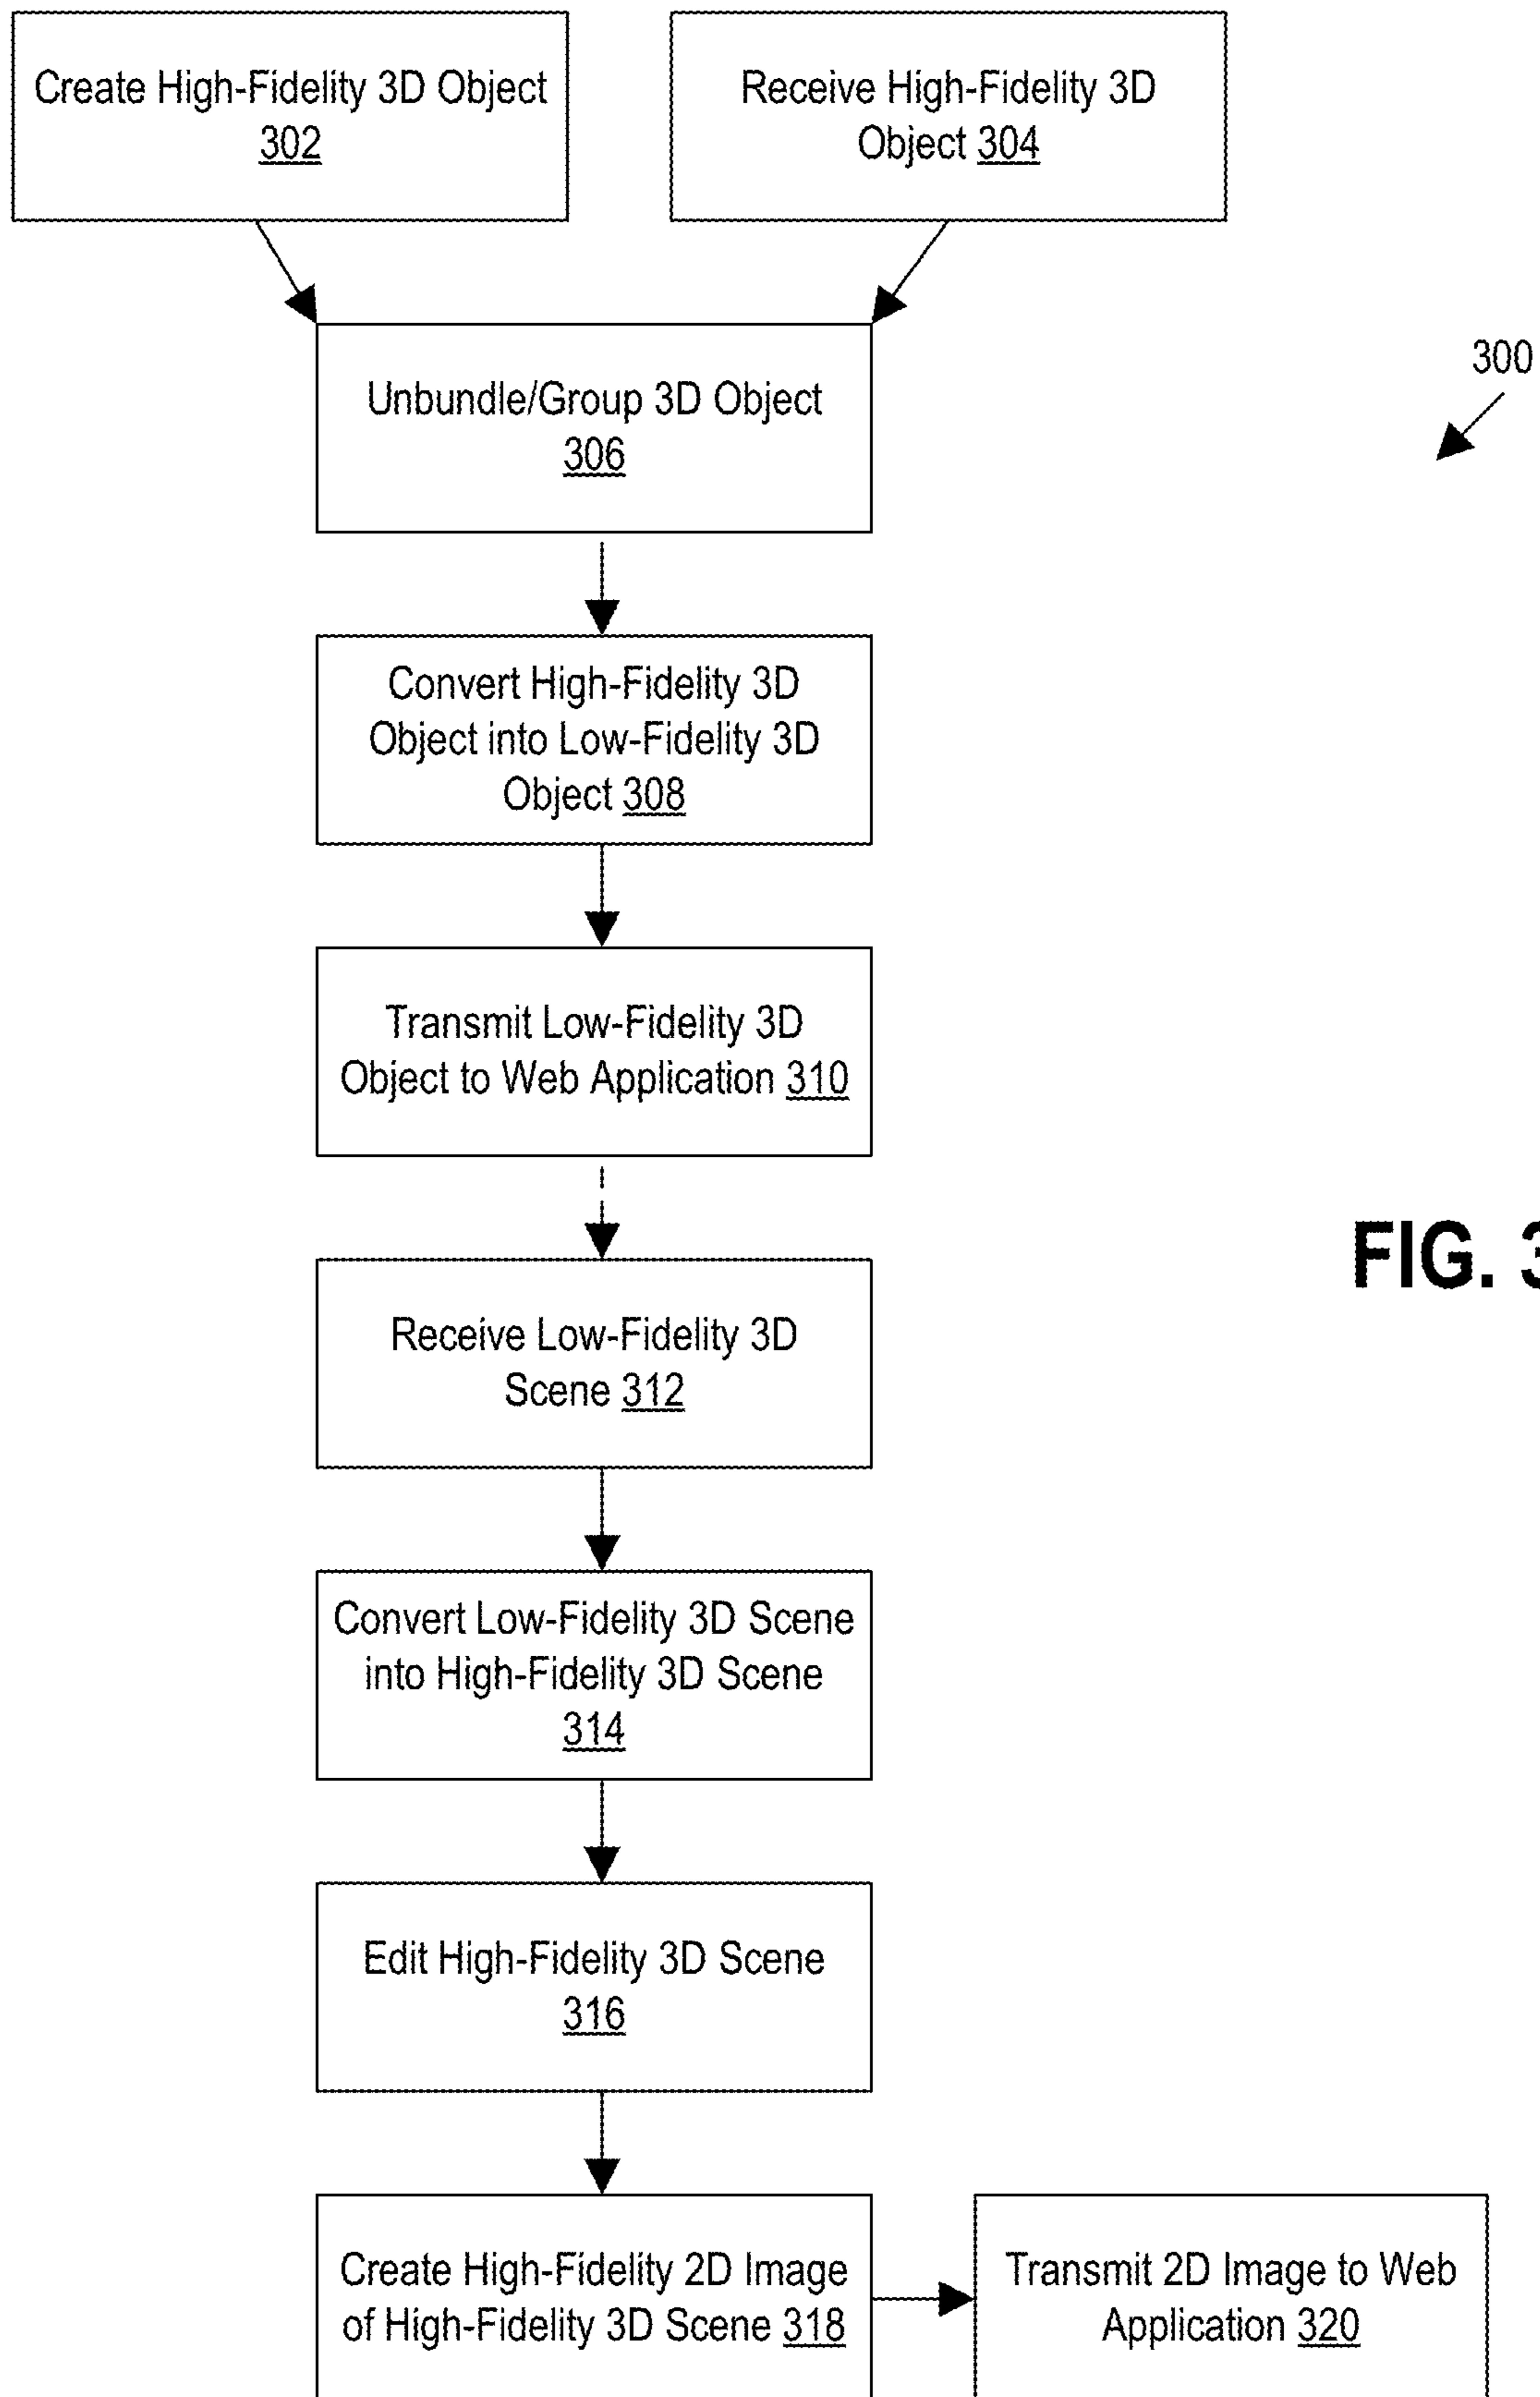 Create High-Fidelity 3D Object
302
Receive High-Fidelity 3D
Object 304
Unbundle/Group 3D Object
306
300
Convert High-Fidelity 3D
Object into Low-Fidelity 3D
Object 308
Transmit Low-Fidelity 3D
Object to Web Application 310
FIG. 3
Receive Low-Fidelity 3D
Scene 312
Convert Low-Fidelity 3D Scene
into High-Fidelity 3D Scene
314
Edit High-Fidelity 3D Scene
316
Create High-Fidelity 2D Image
of High-Fidelity 3D Scene 318
Transmit 2D Image to Web
Application 320